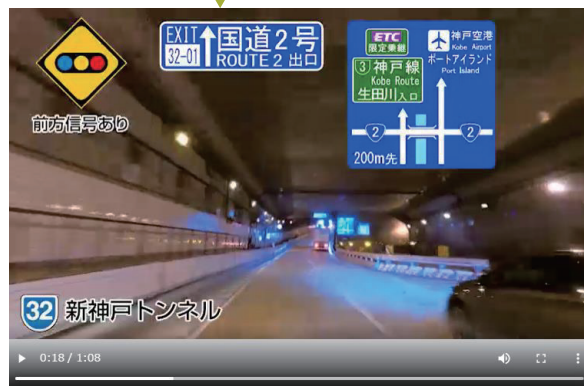 EXIT
32-01
国道2号
ROUTE 2 出口
前方信号あり
ETC
限定乗継
神戸空港
Kobe Airport
ポートアイランド
Port Island
3 神戸線
Kobe Route
生田川入口
2
2
200m先
32 新神戸トンネル
0:18 / 1:08